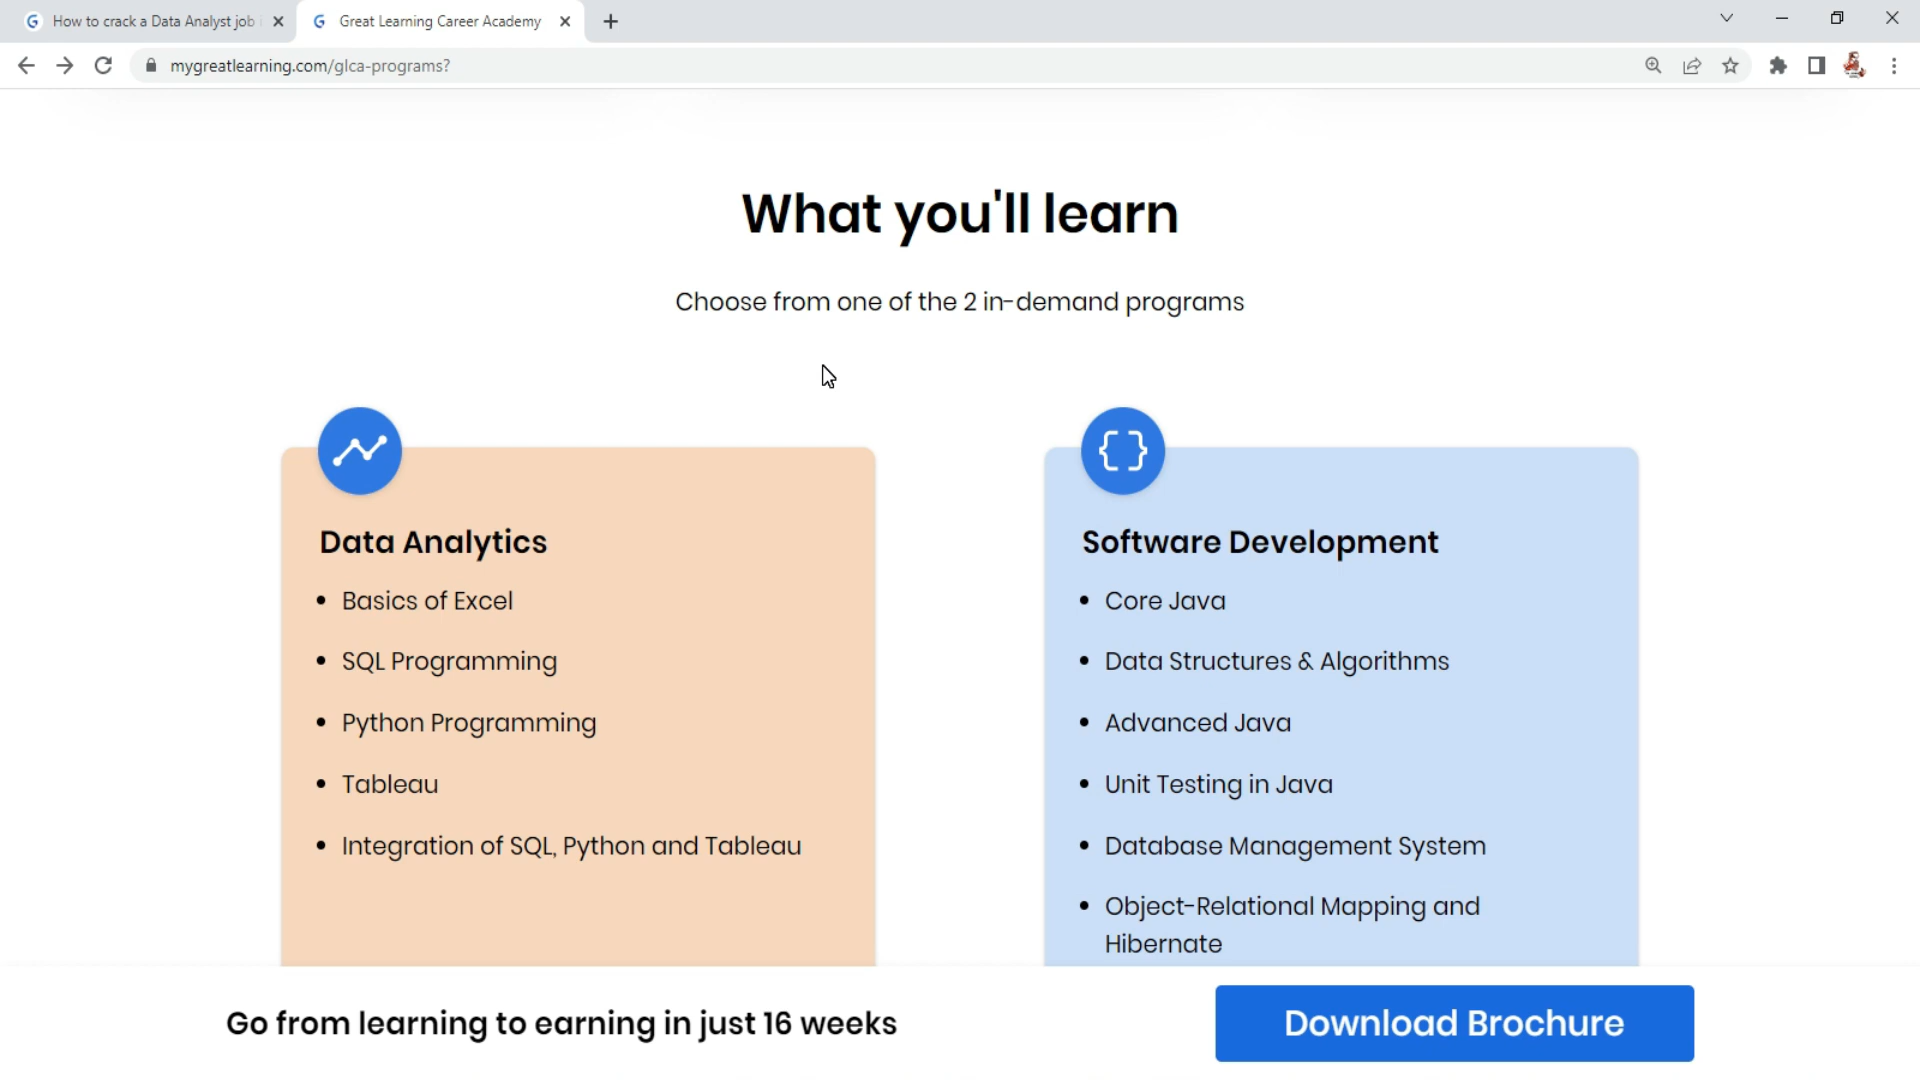 How to crack a Data Analyst job
Great Learning Career Academy
mygreatlearning.com/glca-programs?
What you'll learn
Choose from one of the 2 in-demand programs
Data Analytics
• Basics of Excel
• SQL Programming
• Python Programming
• Tableau
• Integration of SQL, Python and Tableau
Software Development
• Core Java
• Data Structures & Algorithms
• Advanced Java
• Unit Testing in Java
• Database Management System
• Object-Relational Mapping and
Hibernate
Go from learning to earning in just 16 weeks
Download Brochure